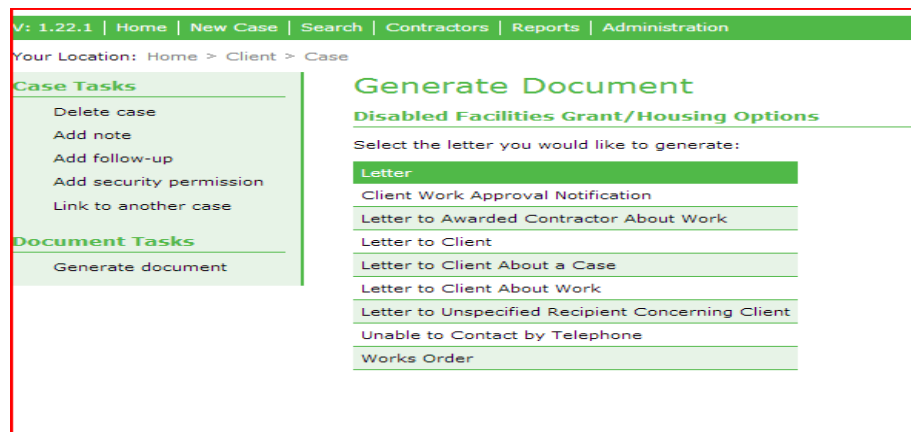 V: 1.22.1 | Home | New Case | Search | Contractors | Reports | Administration
Your Location: Home > Client > Case
Case Tasks
Delete case
Add note
Add follow-up
Add security permission
Link to another case
Document Tasks
Generate document
Generate Document
Disabled Facilities Grant/Housing Options
Select the letter you would like to generate:
Letter
Client Work Approval Notification
Letter to Awarded Contractor About Work
Letter to Client
Letter to Client About a Case
Letter to Client About Work
Letter to Unspecified Recipient Concerning Client
Unable to Contact by Telephone
Works Order